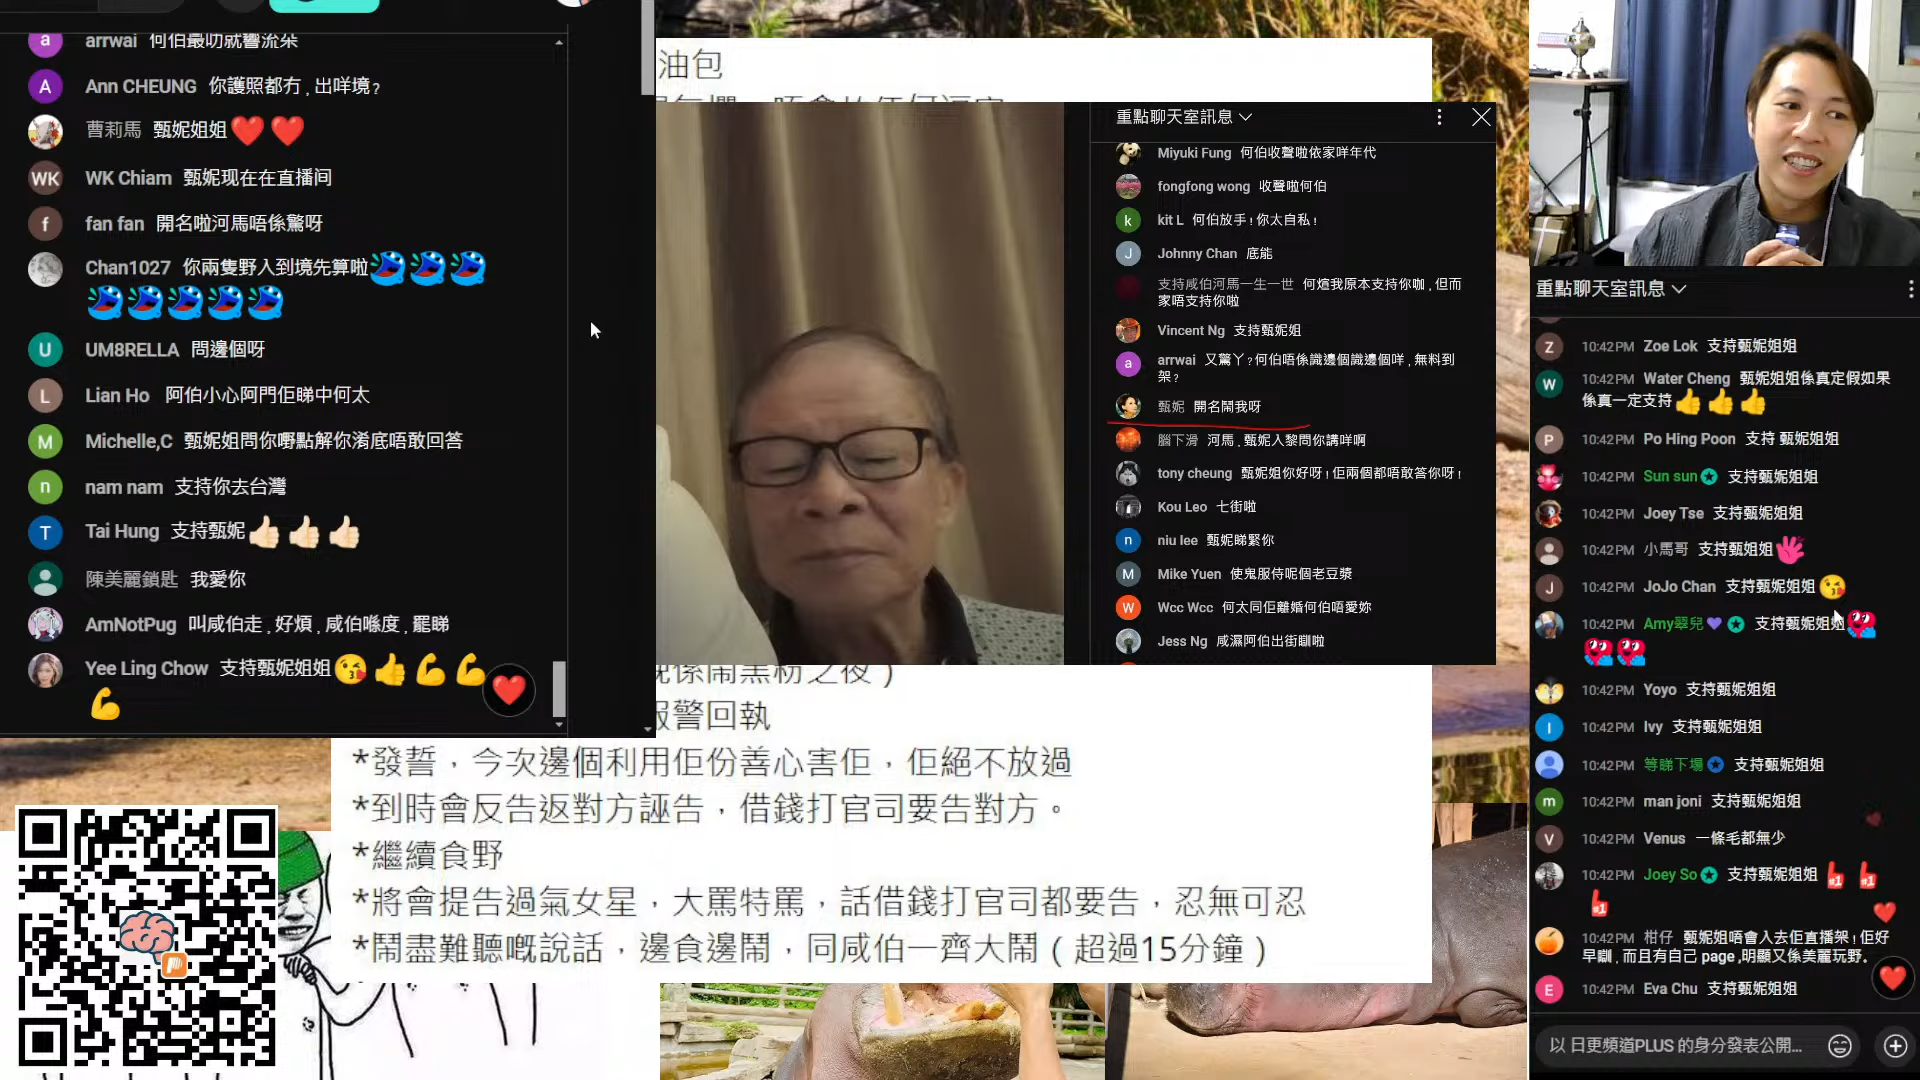 arrwai 何伯最叻就響流朵
Ann CHEUNG 你護照都冇，出咩境?
曹莉馬 甄妮姐姐❤️❤️
WK Chiam 甄妮现在在直播间
fan fan 開名啦河馬唔係驚呀
Chan1027 你兩隻野入到境先算啦
UM8RELLA 問邊個呀
Lian Ho 阿伯小心阿門佢睇中何太
Michelle,C 甄妮姐問你嘢點解你淆底唔敢回答
nam nam 支持你去台灣
Tai Hung 支持甄妮👍🏻👍🏻👍🏻
陳美麗鎖匙 我愛你
AmNotPug 叫咸伯走，好煩，咸伯喺度，罷睇
Yee Ling Chow 支持甄妮姐姐😘👍💪💪
💪
油包
重點聊天室訊息
Miyuki Fung 何伯收聲啦依家咩年代
fongfong wong 收聲啦何伯
kit L 何伯放手！你太自私！
Johnny Chan 底能
支持咸伯河馬一生一世 何煊我原本支持你咖，但而
家唔支持你啦
Vincent Ng 支持甄妮姐
arrwai 又驚丫？何伯唔係識邊個識邊個咩，無料到
架？
甄妮 開名鬧我呀
腦下滑 河馬，甄妮入黎問你講咩啊
tony cheung 甄妮姐你好呀！佢兩個都唔敢答你呀！
Kou Leo 七街啦
niu lee 甄妮睇緊你
Mike Yuen 使鬼服侍呢個老豆漿
Wcc Wcc 何太同佢離婚何伯唔愛妳
Jess Ng 咸濕阿伯出街瞓啦
係鬧黑粉之夜）
報警回執
*發誓，今次邊個利用佢份善心害佢，佢絕不放過
*到時會反告返對方誣告，借錢打官司要告對方。
*繼續食野
*將會提告過氣女星，大罵特罵，話借錢打官司都要告，忍無可忍
*鬧盡難聽嘅說話，邊食邊鬧，同咸伯一齊大鬧（超過15分鐘）
重點聊天室訊息
10:42PM Zoe Lok 支持甄妮姐姐
10:42PM Water Cheng 甄妮姐姐係真定假如果
係真一定支持👍👍👍
10:42PM Po Hing Poon 支持 甄妮姐姐
10:42PM Sun sun 支持甄妮姐姐
10:42PM Joey Tse 支持甄妮姐姐
10:42PM 小馬哥 支持甄妮姐姐
10:42PM JoJo Chan 支持甄妮姐姐😘
10:42PM Amy翠兒💜 支持甄妮姐姐
10:42PM Yoyo 支持甄妮姐姐
10:42PM Ivy 支持甄妮姐姐
10:42PM 等睇下場 支持甄妮姐姐
10:42PM man joni 支持甄妮姐姐
10:42PM Venus 一條毛都無少
10:42PM Joey So 支持甄妮姐姐
10:42PM 柑仔 甄妮姐唔會入去佢直播架！佢好
早瞓，而且有自己 page,明顯又係美麗玩野。
10:42PM Eva Chu 支持甄妮姐姐
以 日更頻道PLUS 的身分發表公開...